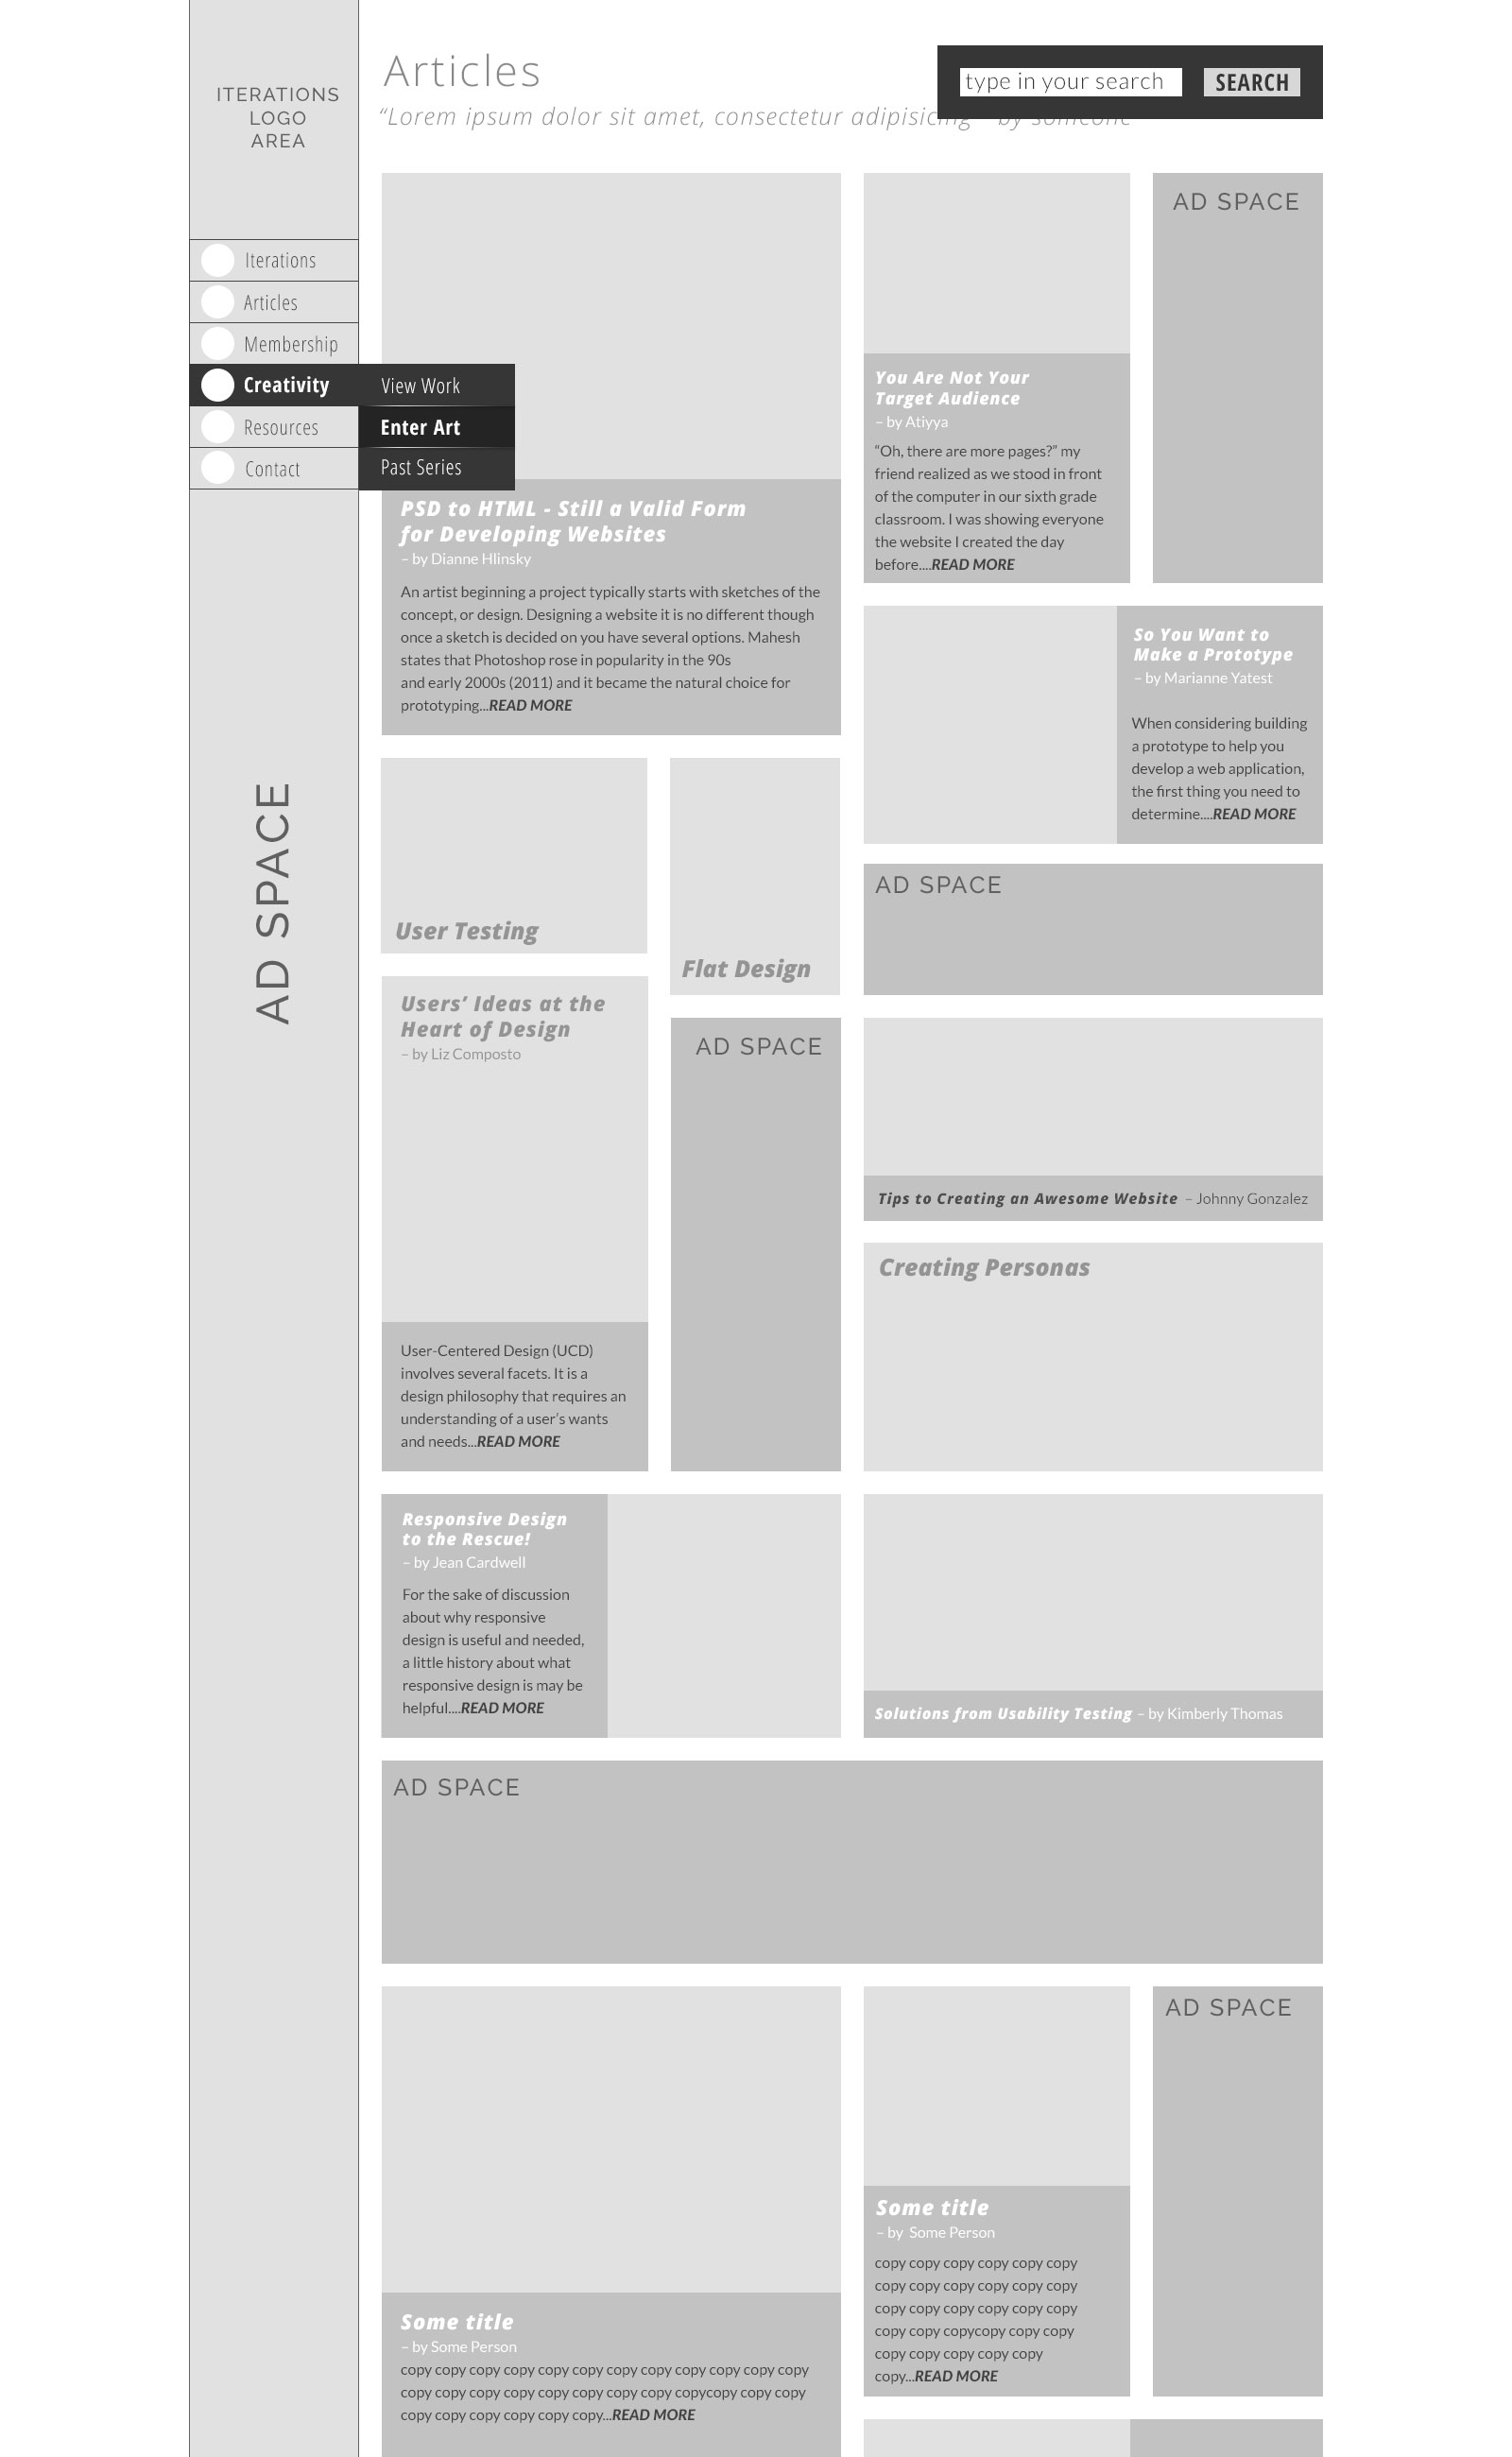 ITERATIONS
LOGO
AREA
Iterations
Articles
Membership
Creativity
Resources
Contact
View Work
Enter Art
Past Series
AD SPACE
Articles
“Lorem ipsum dolor sit amet, consectetur adipisicing” – by someone
type in your search
SEARCH
PSD to HTML - Still a Valid Form
for Developing Websites
– by Dianne Hlinsky
An artist beginning a project typically starts with sketches of the
concept, or design. Designing a website it is no different though
once a sketch is decided on you have several options. Mahesh
states that Photoshop rose in popularity in the 90s
and early 2000s (2011) and it became the natural choice for
prototyping...READ MORE
You Are Not Your
Target Audience
– by Atiyya
“Oh, there are more pages?” my
friend realized as we stood in front
of the computer in our sixth grade
classroom. I was showing everyone
the website I created the day
before....READ MORE
AD SPACE
So You Want to
Make a Prototype
– by Marianne Yatest
When considering building
a prototype to help you
develop a web application,
the first thing you need to
determine....READ MORE
User Testing
Flat Design
AD SPACE
Users’ Ideas at the
Heart of Design
– by Liz Composto
User-Centered Design (UCD)
involves several facets. It is a
design philosophy that requires an
understanding of a user’s wants
and needs...READ MORE
AD SPACE
Tips to Creating an Awesome Website – Johnny Gonzalez
Creating Personas
Responsive Design
to the Rescue!
– by Jean Cardwell
For the sake of discussion
about why responsive
design is useful and needed,
a little history about what
responsive design is may be
helpful....READ MORE
Solutions from Usability Testing – by Kimberly Thomas
AD SPACE
Some title
– by Some Person
copy copy copy copy copy copy copy copy copy copy copy copy
copy copy copy copy copy copy copy copy copycopy copy copy
copy copy copy copy copy copy...READ MORE
Some title
– by  Some Person
copy copy copy copy copy copy
copy copy copy copy copy copy
copy copy copy copy copy copy
copy copy copycopy copy copy
copy copy copy copy copy
copy...READ MORE
AD SPACE